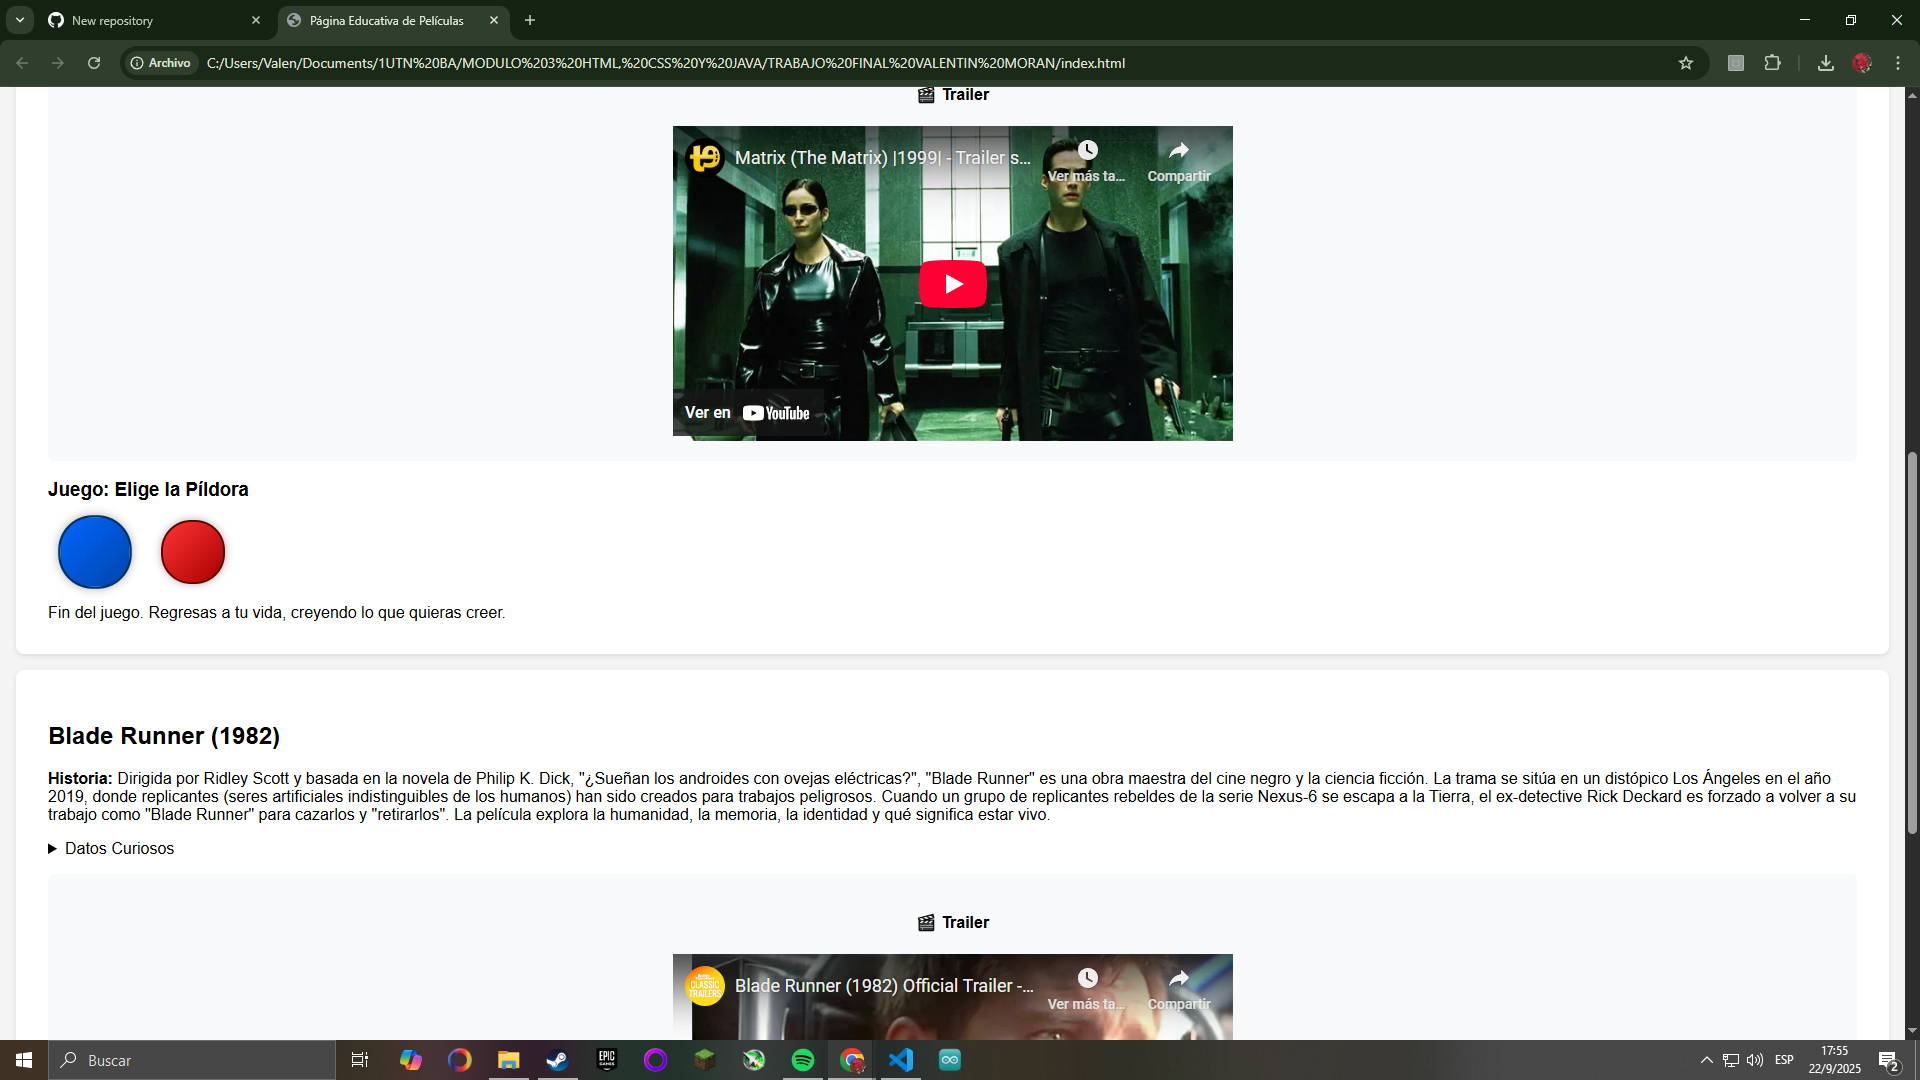 New repository
Página Educativa de Películas
Archivo
C:/Users/Valen/Documents/1UTN%20BA/MODULO%203%20HTML,%20CSS%20Y%20JAVA/TRABAJO%20FINAL%20VALENTIN%20MORAN/index.html
🎬 Trailer
Matrix (The Matrix) |1999| - Trailer s...
Ver más ta...
Compartir
Ver en YouTube
Juego: Elige la Píldora
Fin del juego. Regresas a tu vida, creyendo lo que quieras creer.
Blade Runner (1982)
Historia: Dirigida por Ridley Scott y basada en la novela de Philip K. Dick, "¿Sueñan los androides con ovejas eléctricas?", "Blade Runner" es una obra maestra del cine negro y la ciencia ficción. La trama se sitúa en un distópico Los Ángeles en el año
2019, donde replicantes (seres artificiales indistinguibles de los humanos) han sido creados para trabajos peligrosos. Cuando un grupo de replicantes rebeldes de la serie Nexus-6 se escapa a la Tierra, el ex-detective Rick Deckard es forzado a volver a su
trabajo como "Blade Runner" para cazarlos y "retirarlos". La película explora la humanidad, la memoria, la identidad y qué significa estar vivo.
Datos Curiosos
🎬 Trailer
CLASSIC
TRAILERS
Blade Runner (1982) Official Trailer -...
Ver más ta...
Compartir
Buscar
EPIC
GAMES
ESP
17:55
22/9/2025
2